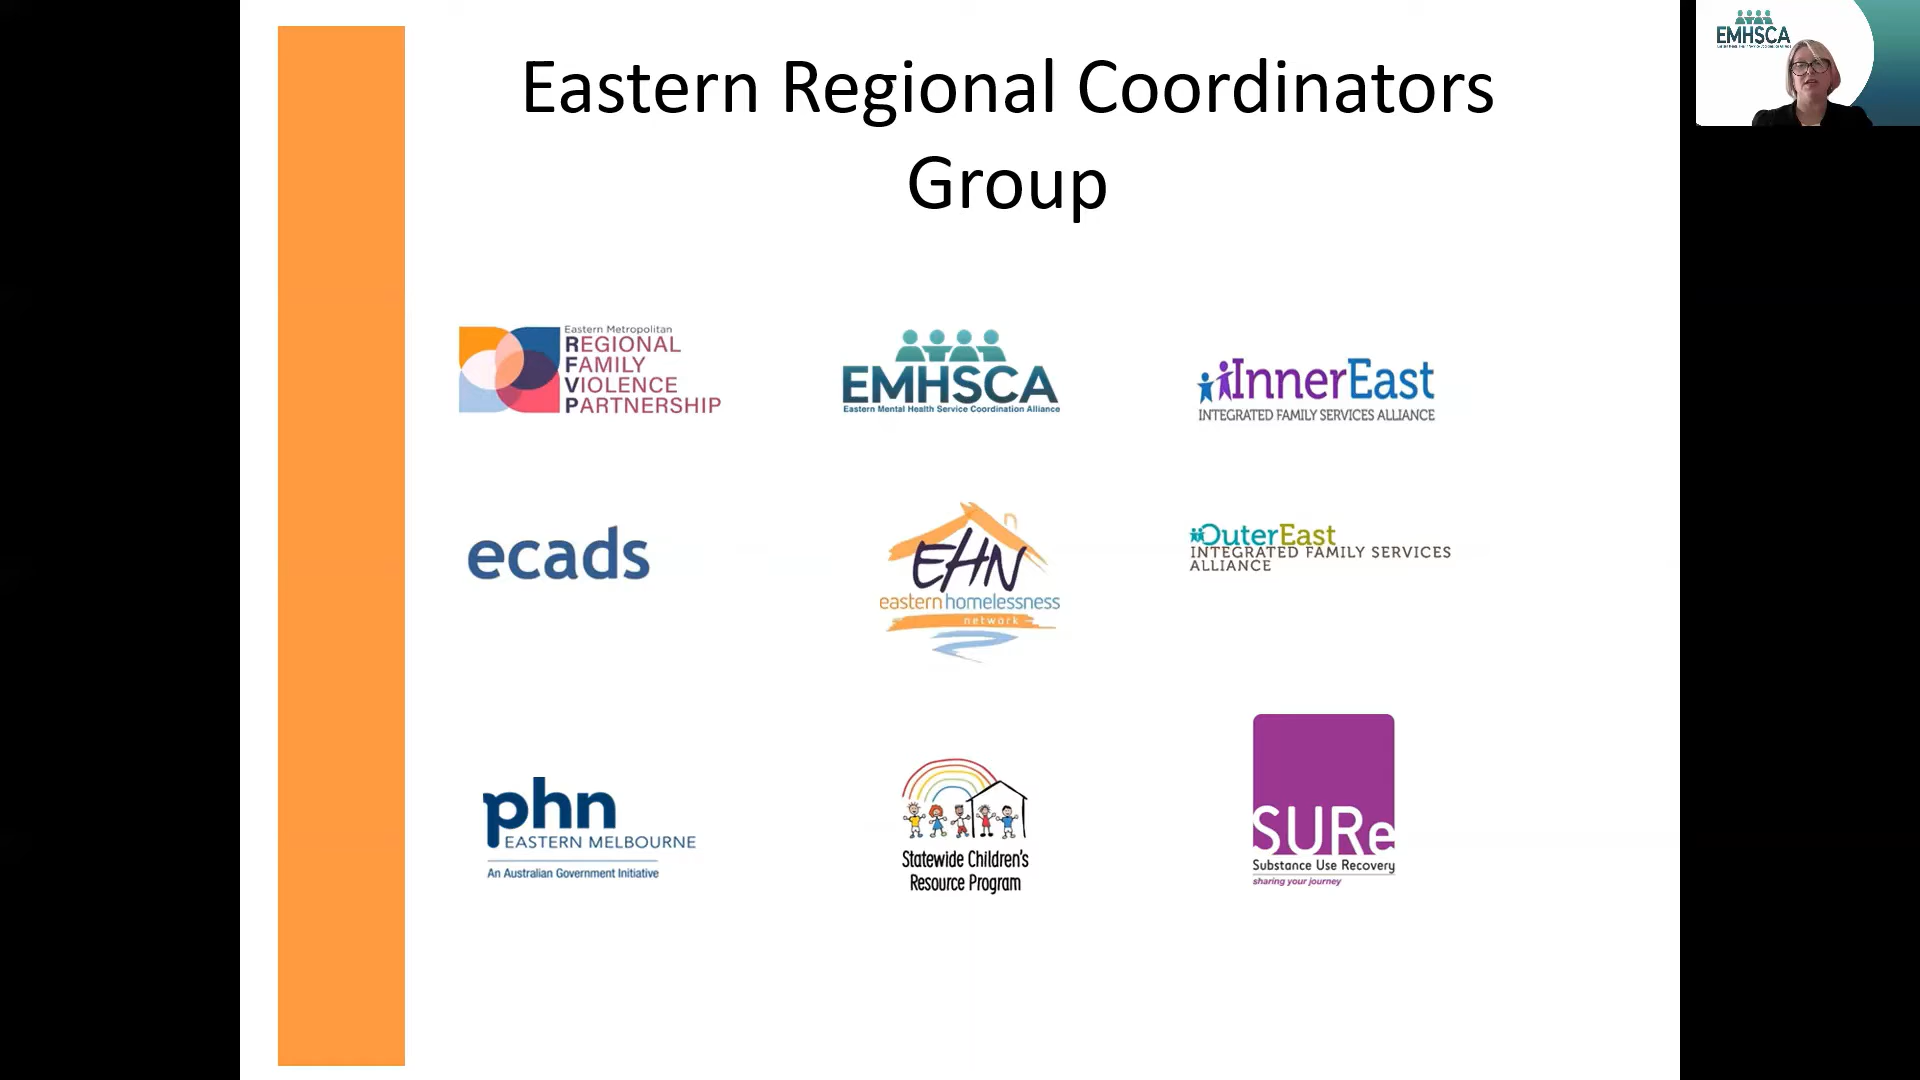 Eastern Regional Coordinators
Group
EMHSCA
Eastern Metropolitan
REGIONAL
FAMILY
VIOLENCE
PARTNERSHIP
EMHSCA
Eastern Mental Health Service Coordination Alliance
InnerEast
INTEGRATED FAMILY SERVICES ALLIANCE
ecads
EHN
eastern homelessness
network
OuterEast
INTEGRATED FAMILY SERVICES
ALLIANCE
phn
EASTERN MELBOURNE
An Australian Government Initiative
Statewide Children's
Resource Program
SURe
Substance Use Recovery
sharing your journey